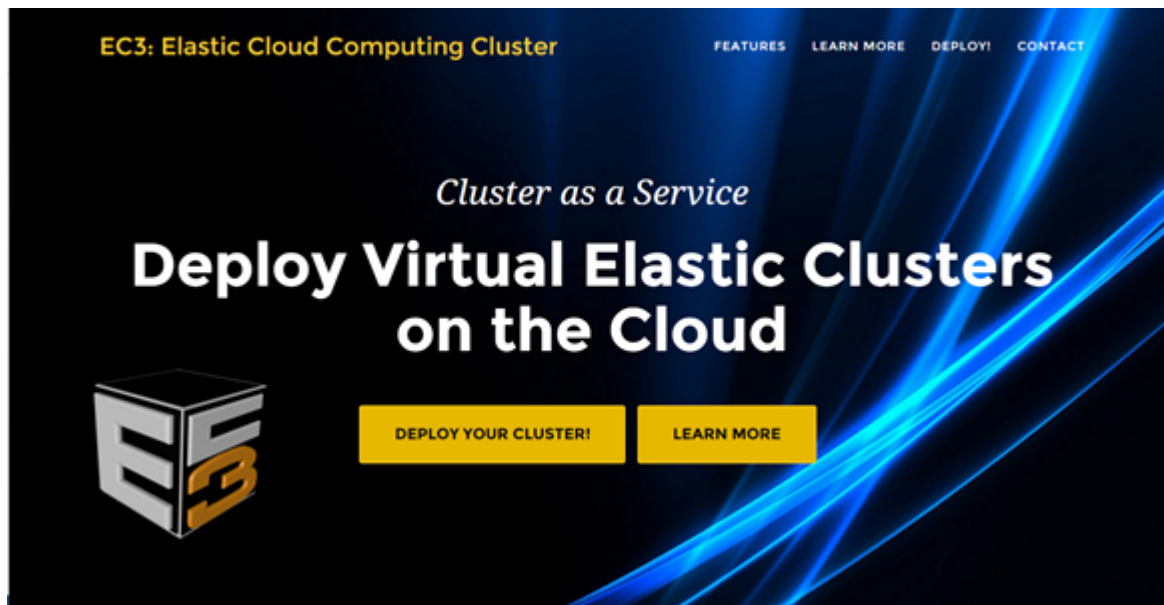 EC3: Elastic Cloud Computing Cluster
FEATURES LEARN MORE DEPLOY! CONTACT
Cluster as a Service
Deploy Virtual Elastic Clusters
on the Cloud
DEPLOY YOUR CLUSTER! LEARN MORE
EC3